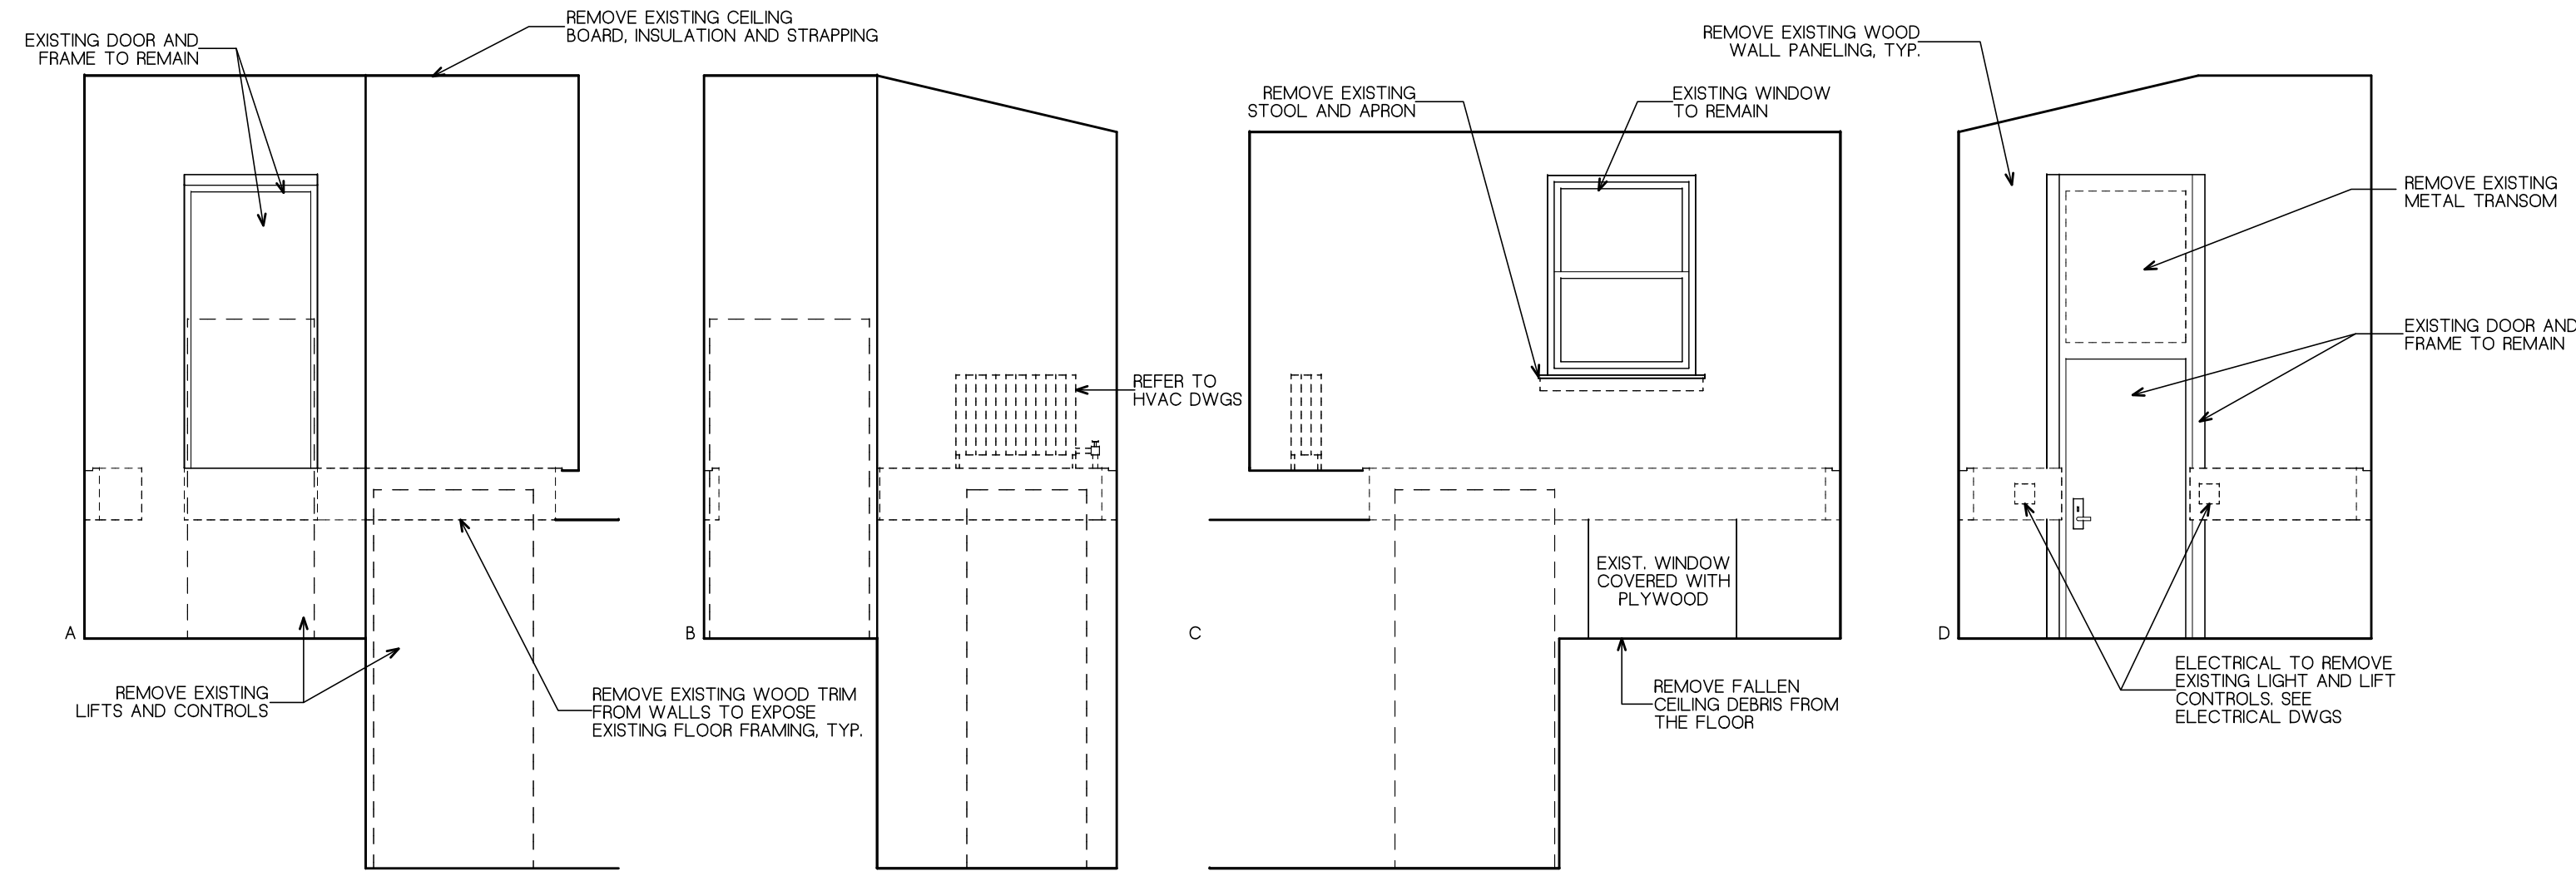 EXISTING DOOR AND
FRAME TO REMAIN
REMOVE EXISTING CEILING
BOARD, INSULATION AND STRAPPING
A
REMOVE EXISTING
LIFTS AND CONTROLS
REMOVE EXISTING WOOD TRIM
FROM WALLS TO EXPOSE
EXISTING FLOOR FRAMING, TYP.
B
REFER TO
HVAC DWGS
C
REMOVE EXISTING
STOOL AND APRON
EXISTING WINDOW
TO REMAIN
EXIST. WINDOW
COVERED WITH
PLYWOOD
REMOVE FALLEN
CEILING DEBRIS FROM
THE FLOOR
D
REMOVE EXISTING WOOD
WALL PANELING, TYP.
REMOVE EXISTING
METAL TRANSOM
EXISTING DOOR AND
FRAME TO REMAIN
ELECTRICAL TO REMOVE
EXISTING LIGHT AND LIFT
CONTROLS. SEE
ELECTRICAL DWGS